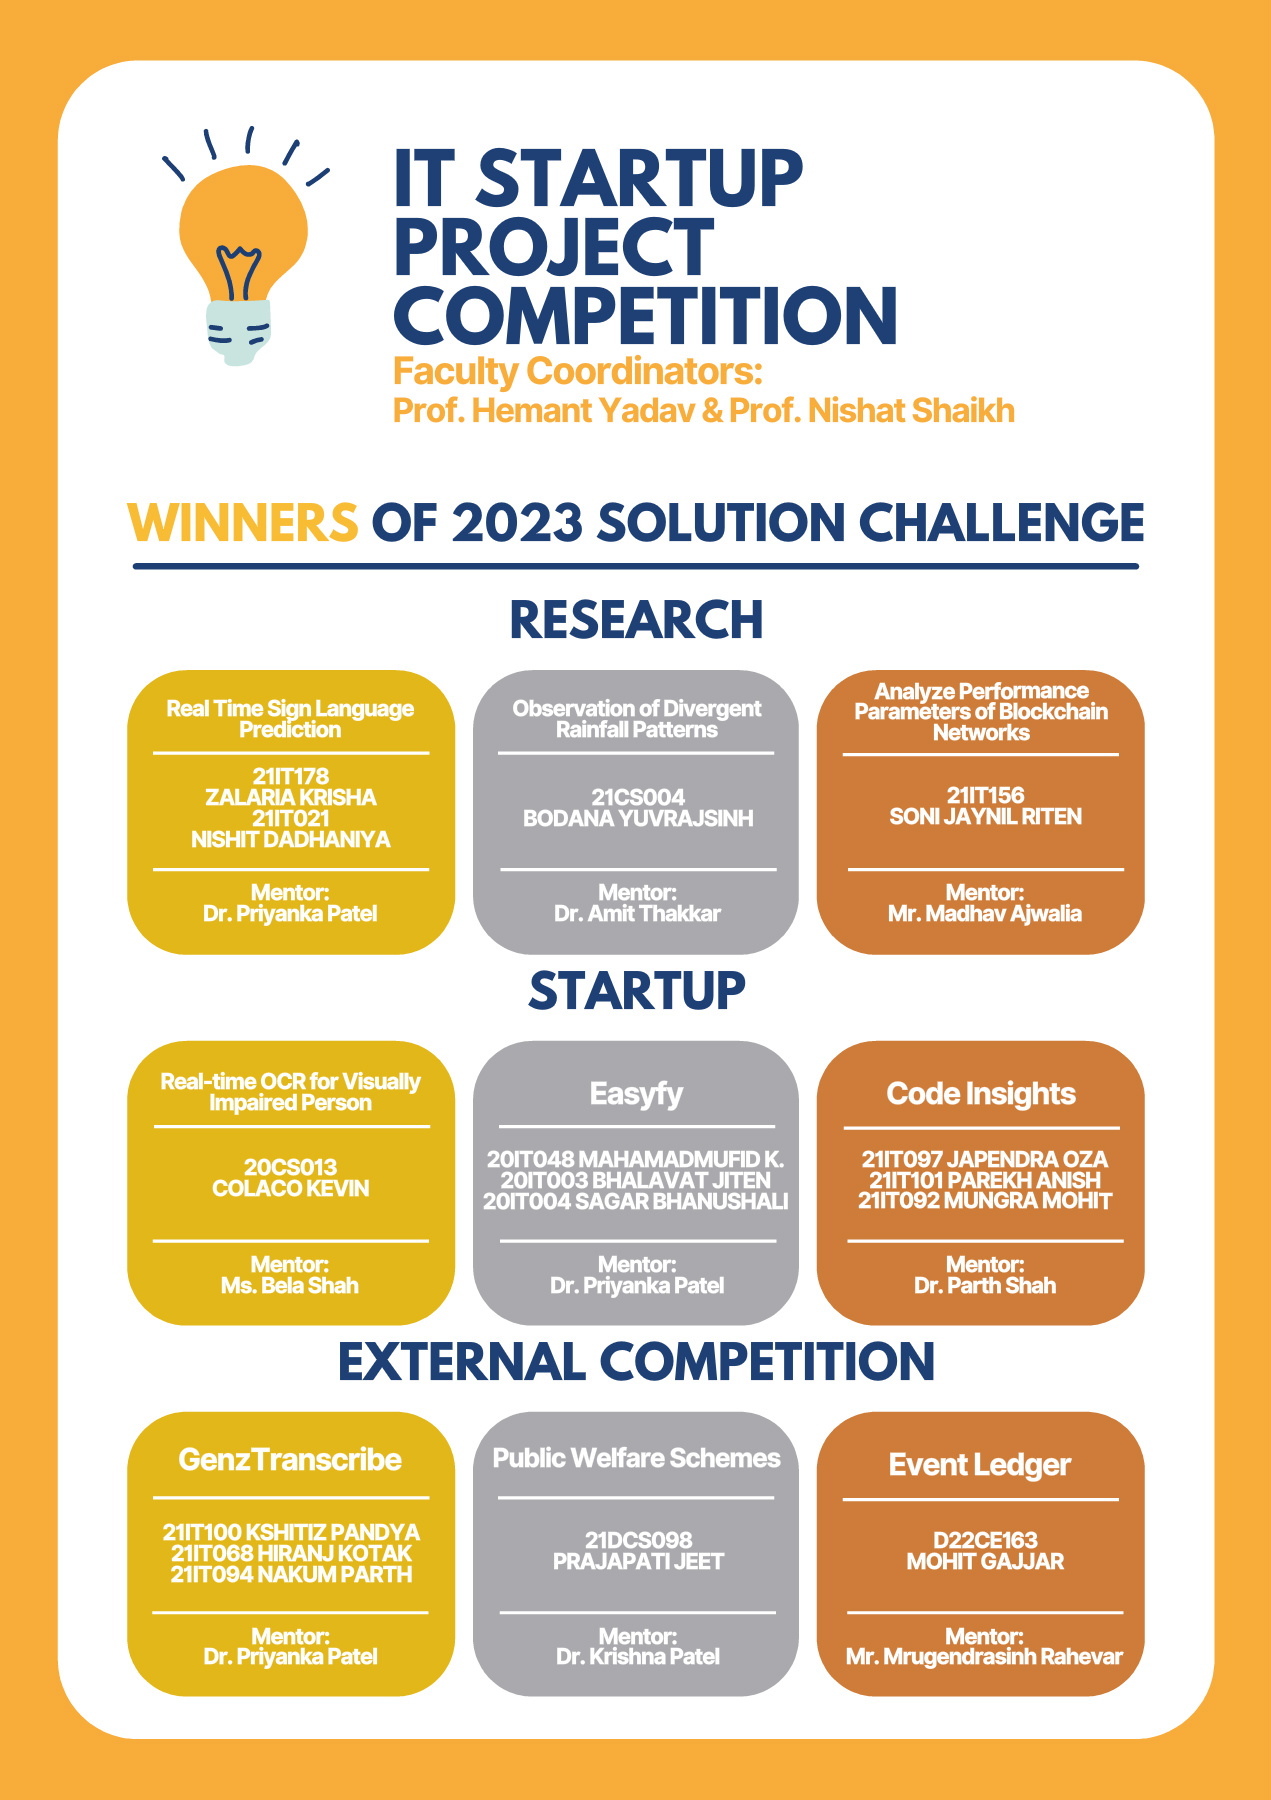 IT STARTUP
PROJECT
COMPETITION
Faculty Coordinators:
Prof. Hemant Yadav & Prof. Nishat Shaikh
WINNERS OF 2023 SOLUTION CHALLENGE
RESEARCH
Real Time Sign Language
Prediction
21IT178
ZALARIA KRISHA
21IT021
NISHIT DADHANIYA
Mentor:
Dr. Priyanka Patel
Observation of Divergent
Rainfall Patterns
21CS004
BODANA YUVRAJSINH
Mentor:
Dr. Amit Thakkar
Analyze Performance
Parameters of Blockchain
Networks
21IT156
SONI JAYNIL RITEN
Mentor:
Mr. Madhav Ajwalia
STARTUP
Real-time OCR for Visually
Impaired Person
20CS013
COLACO KEVIN
Mentor:
Ms. Bela Shah
Easyfy
20IT048 MAHAMADMUFID K.
20IT003 BHALAVAT JITEN
20IT004 SAGAR BHANUSHALI
Mentor:
Dr. Priyanka Patel
Code Insights
21IT097 JAPENDRA OZA
21IT101 PAREKH ANISH
21IT092 MUNGRA MOHIT
Mentor:
Dr. Parth Shah
EXTERNAL COMPETITION
GenzTranscribe
21IT100 KSHITIZ PANDYA
21IT068 HIRANJ KOTAK
21IT094 NAKUM PARTH
Mentor:
Dr. Priyanka Patel
Public Welfare Schemes
21DCS098
PRAJAPATI JEET
Mentor:
Dr. Krishna Patel
Event Ledger
D22CE163
MOHIT GAJJAR
Mentor:
Mr. Mrugendrasinh Rahevar